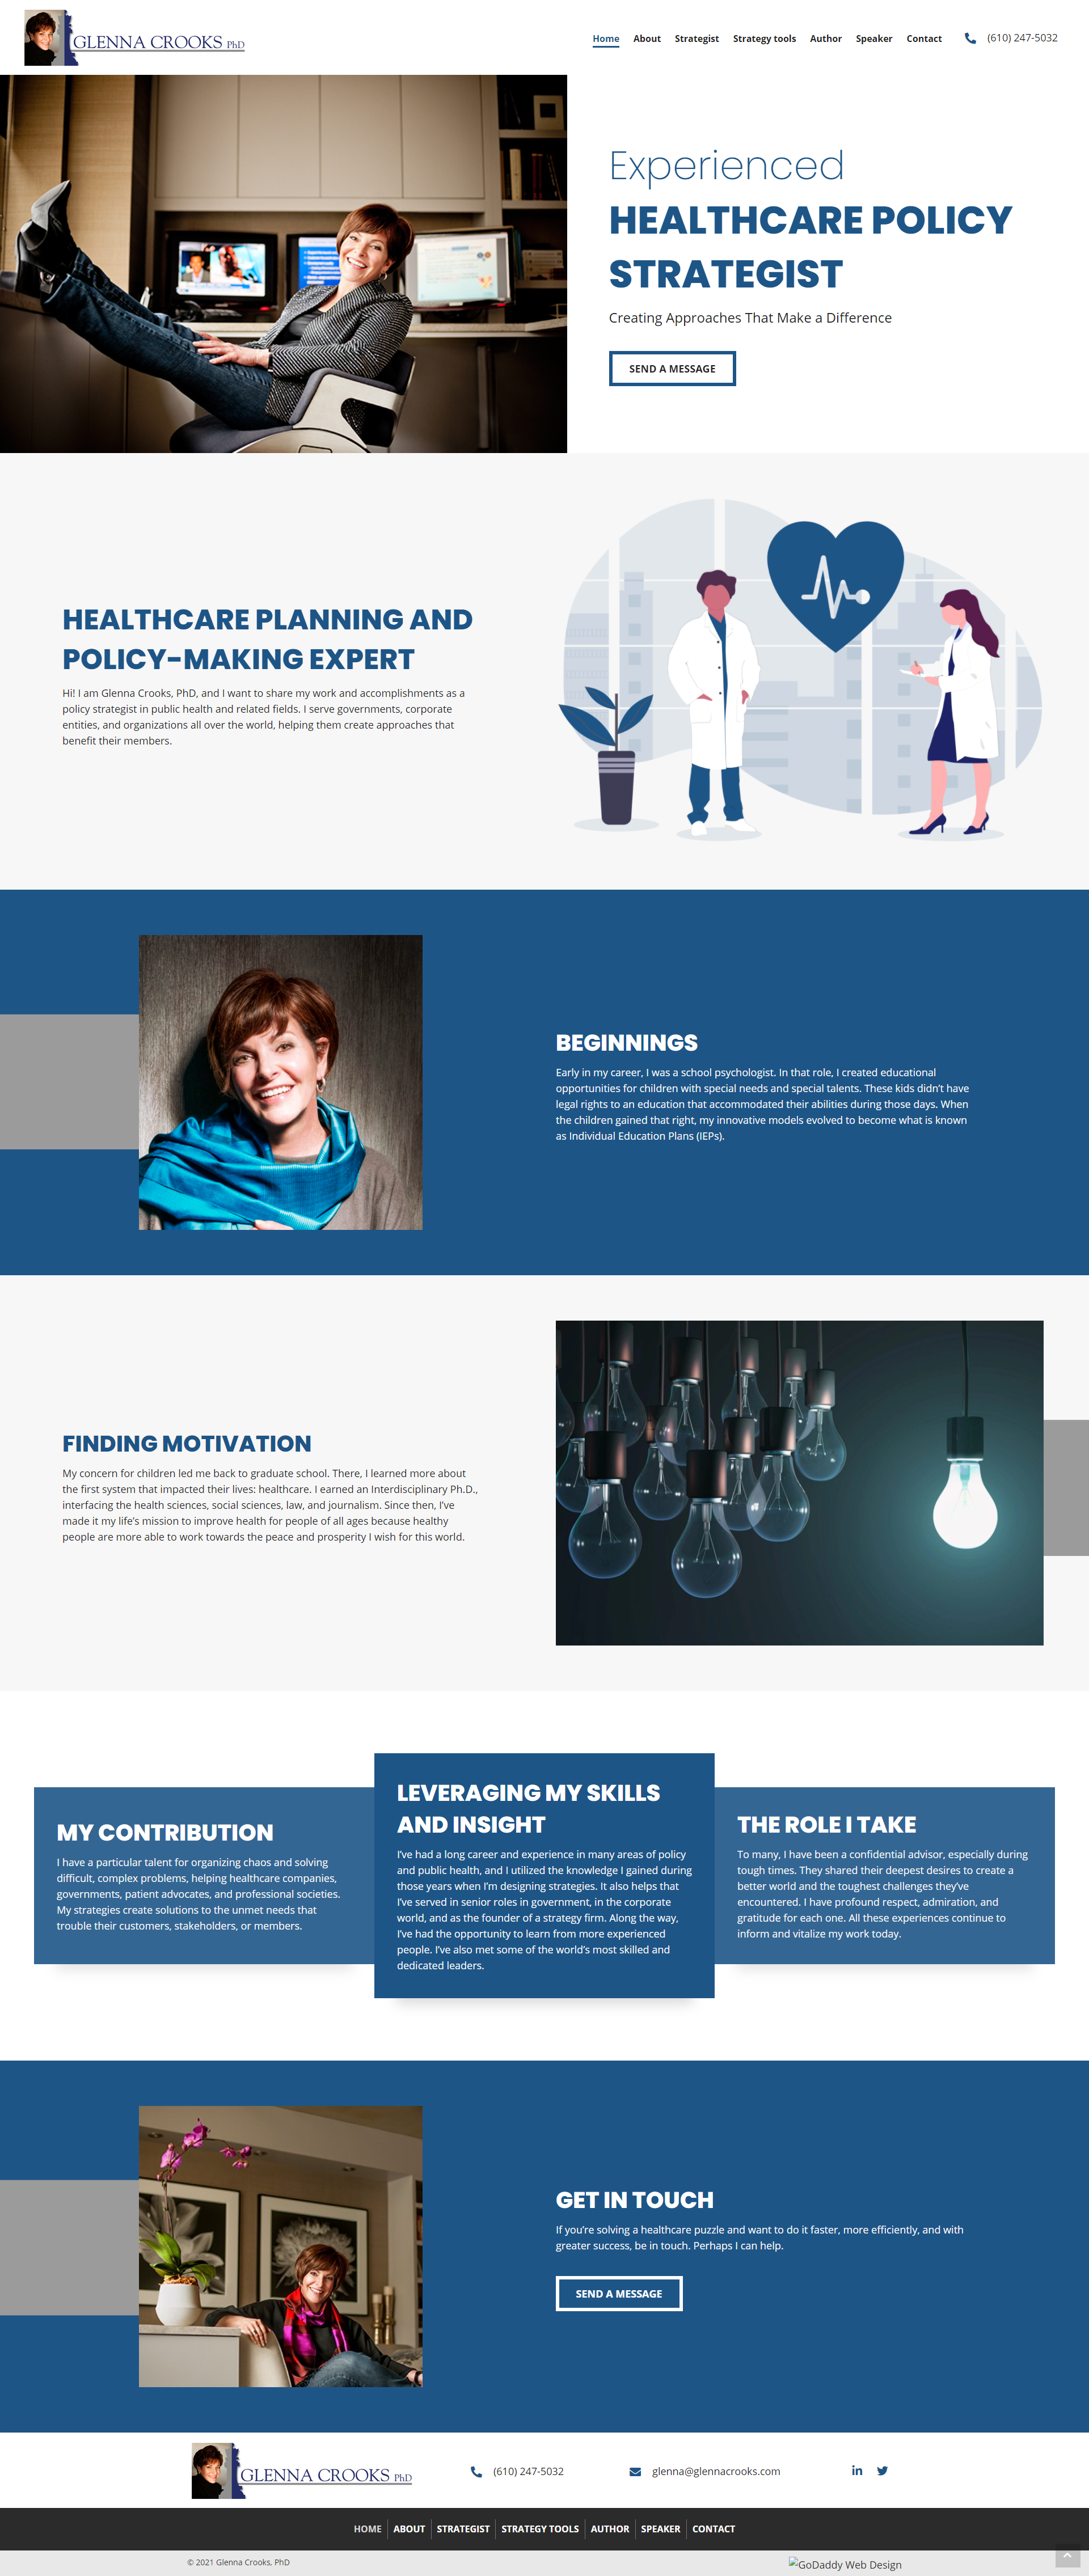 GLENNA CROOKS PhD
Home About Strategist Strategy tools Author Speaker Contact (610) 247-5032
Experienced
HEALTHCARE POLICY
STRATEGIST
Creating Approaches That Make a Difference
SEND A MESSAGE
HEALTHCARE PLANNING AND
POLICY-MAKING EXPERT
Hi! I am Glenna Crooks, PhD, and I want to share my work and accomplishments as a
policy strategist in public health and related fields. I serve governments, corporate
entities, and organizations all over the world, helping them create approaches that
benefit their members.
BEGINNINGS
Early in my career, I was a school psychologist. In that role, I created educational
opportunities for children with special needs and special talents. These kids didn’t have
legal rights to an education that accommodated their abilities during those days. When
the children gained that right, my innovative models evolved to become what is known
as Individual Education Plans (IEPs).
FINDING MOTIVATION
My concern for children led me back to graduate school. There, I learned more about
the first system that impacted their lives: healthcare. I earned an Interdisciplinary Ph.D.,
interfacing the health sciences, social sciences, law, and journalism. Since then, I’ve
made it my life’s mission to improve health for people of all ages because healthy
people are more able to work towards the peace and prosperity I wish for this world.
MY CONTRIBUTION
I have a particular talent for organizing chaos and solving
difficult, complex problems, helping healthcare companies,
governments, patient advocates, and professional societies.
My strategies create solutions to the unmet needs that
trouble their customers, stakeholders, or members.
LEVERAGING MY SKILLS
AND INSIGHT
I’ve had a long career and experience in many areas of policy
and public health, and I utilized the knowledge I gained during
those years when I’m designing strategies. It also helps that
I’ve served in senior roles in government, in the corporate
world, and as the founder of a strategy firm. Along the way,
I’ve had the opportunity to learn from more experienced
people. I’ve also met some of the world’s most skilled and
dedicated leaders.
THE ROLE I TAKE
To many, I have been a confidential advisor, especially during
tough times. They shared their deepest desires to create a
better world and the toughest challenges they’ve
encountered. I have profound respect, admiration, and
gratitude for each one. All these experiences continue to
inform and vitalize my work today.
GET IN TOUCH
If you’re solving a healthcare puzzle and want to do it faster, more efficiently, and with
greater success, be in touch. Perhaps I can help.
SEND A MESSAGE
GLENNA CROOKS PhD
(610) 247-5032 glenna@glennacrooks.com
HOME ABOUT STRATEGIST STRATEGY TOOLS AUTHOR SPEAKER CONTACT
© 2021 Glenna Crooks, PhD GoDaddy Web Design